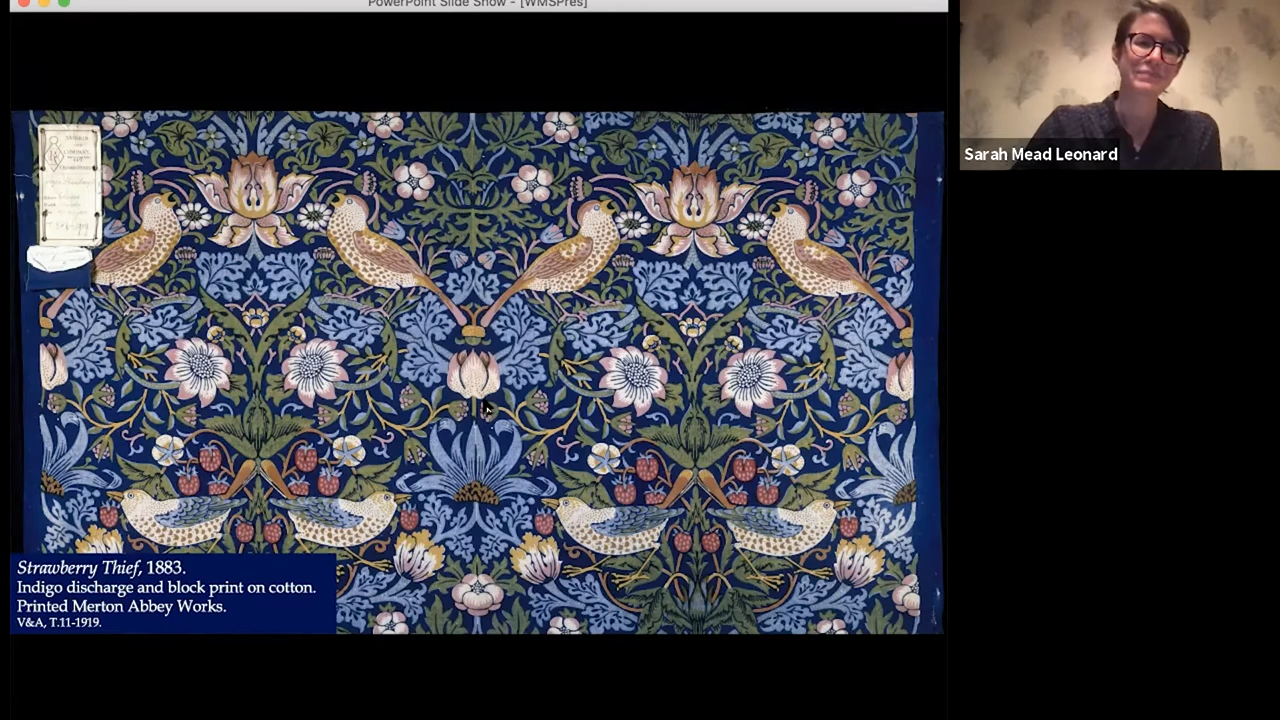 PowerPoint Slide Show - [WMSPres]
Sarah Mead Leonard
Strawberry Thief, 1883.
Indigo discharge and block print on cotton.
Printed Merton Abbey Works.
V&A, T.11-1919.